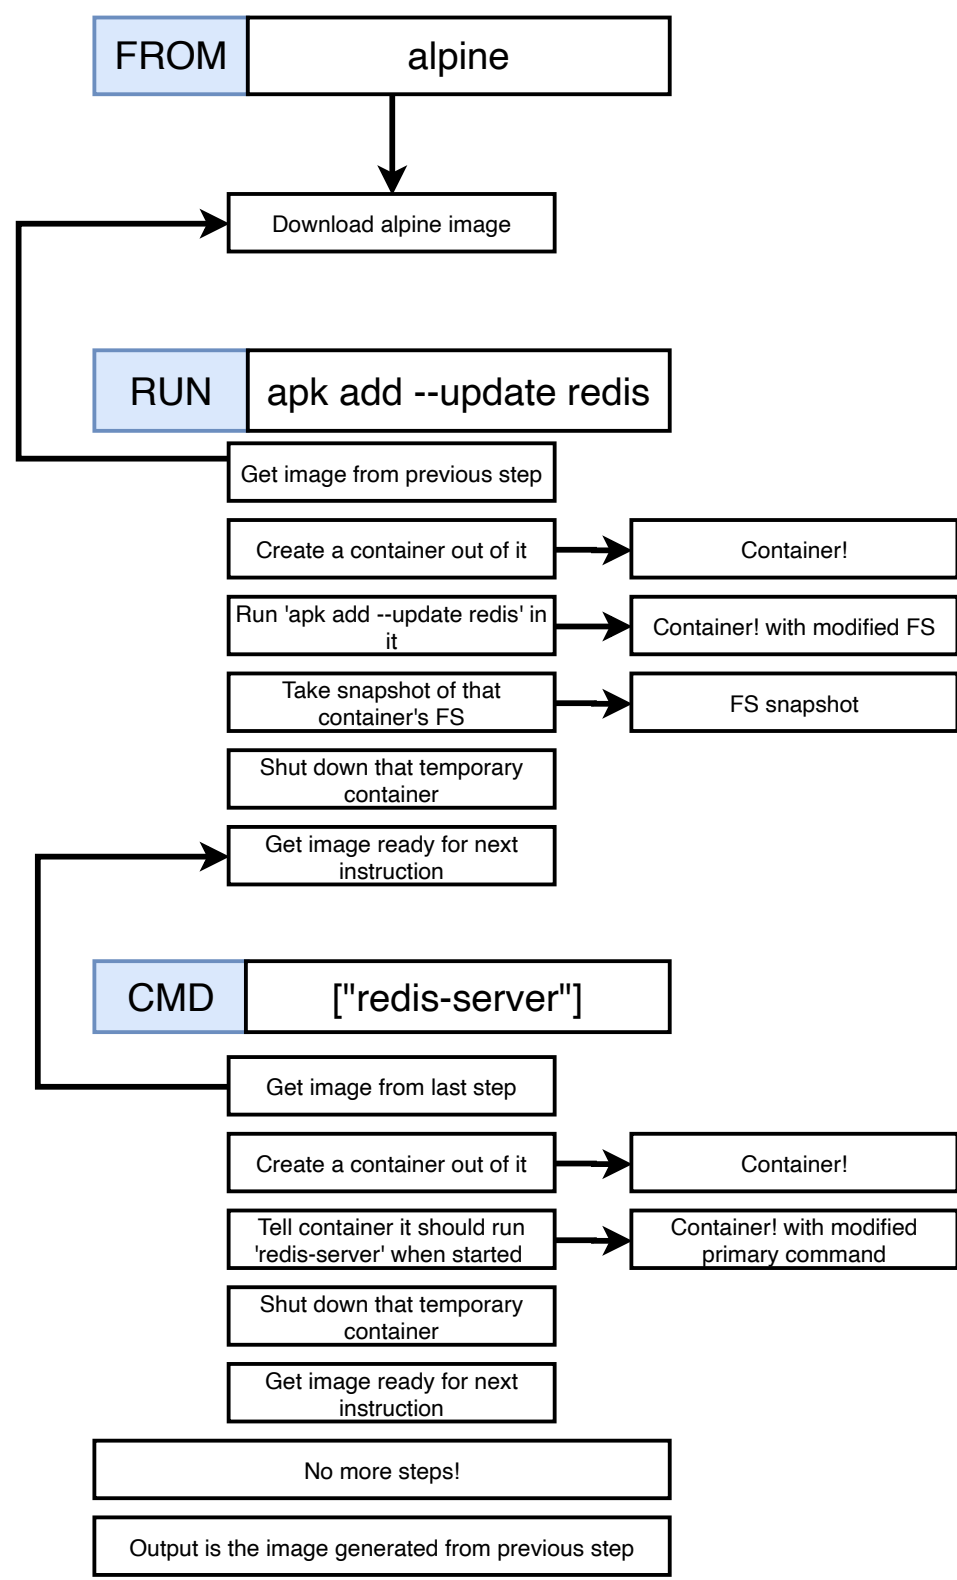 FROM alpine
Download alpine image
RUN apk add --update redis
Get image from previous step
Create a container out of it
Container!
Run 'apk add --update redis' in
it
Container! with modified FS
Take snapshot of that
container's FS
FS snapshot
Shut down that temporary
container
Get image ready for next
instruction
CMD ["redis-server"]
Get image from last step
Create a container out of it
Container!
Tell container it should run
'redis-server' when started
Container! with modified
primary command
Shut down that temporary
container
Get image ready for next
instruction
No more steps!
Output is the image generated from previous step